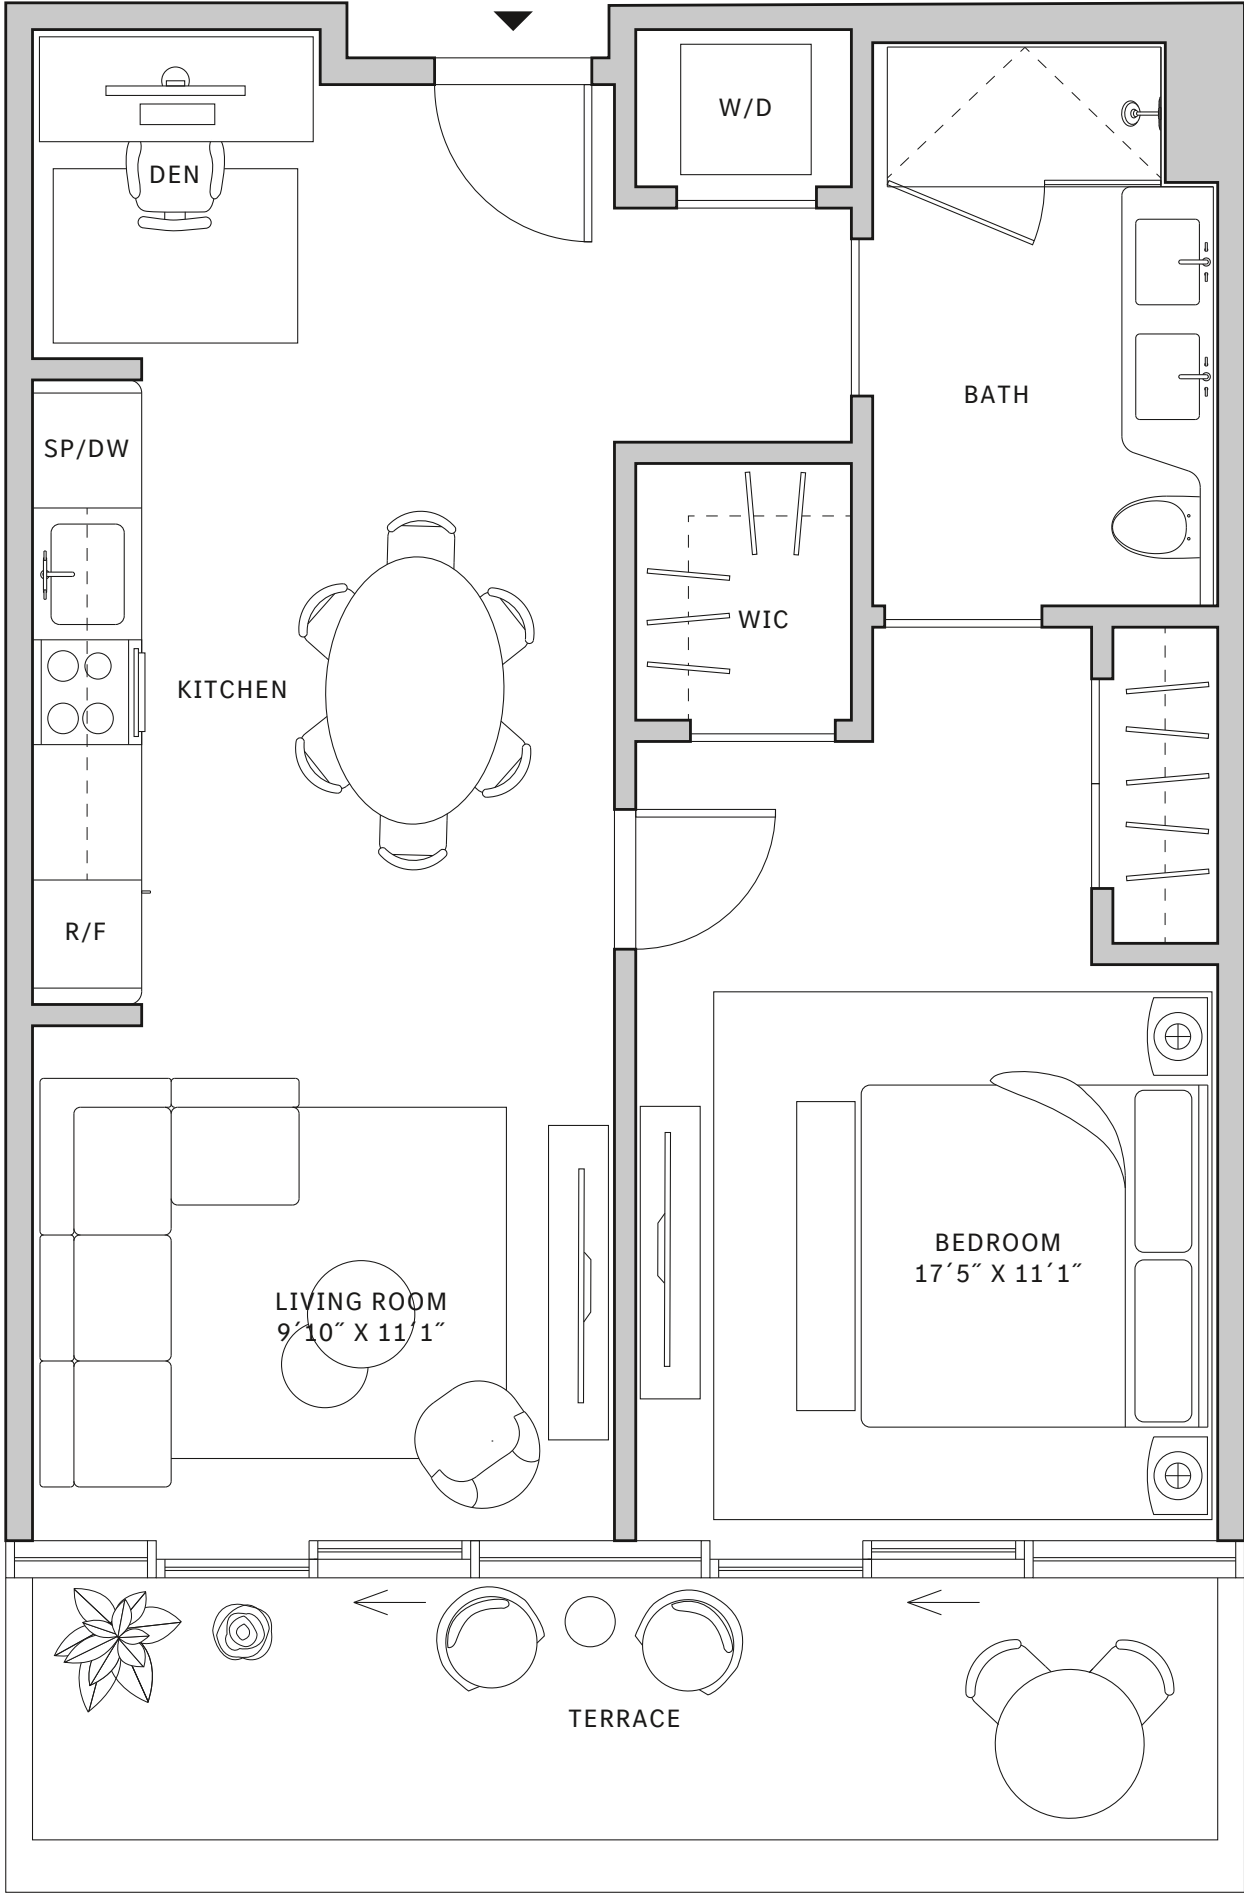 W/D
DEN
BATH
SP/DW
WIC
KITCHEN
R/F
BEDROOM
17´5˝ X 11´1˝
LIVING ROOM
9´10˝ X 11´1˝
TERRACE